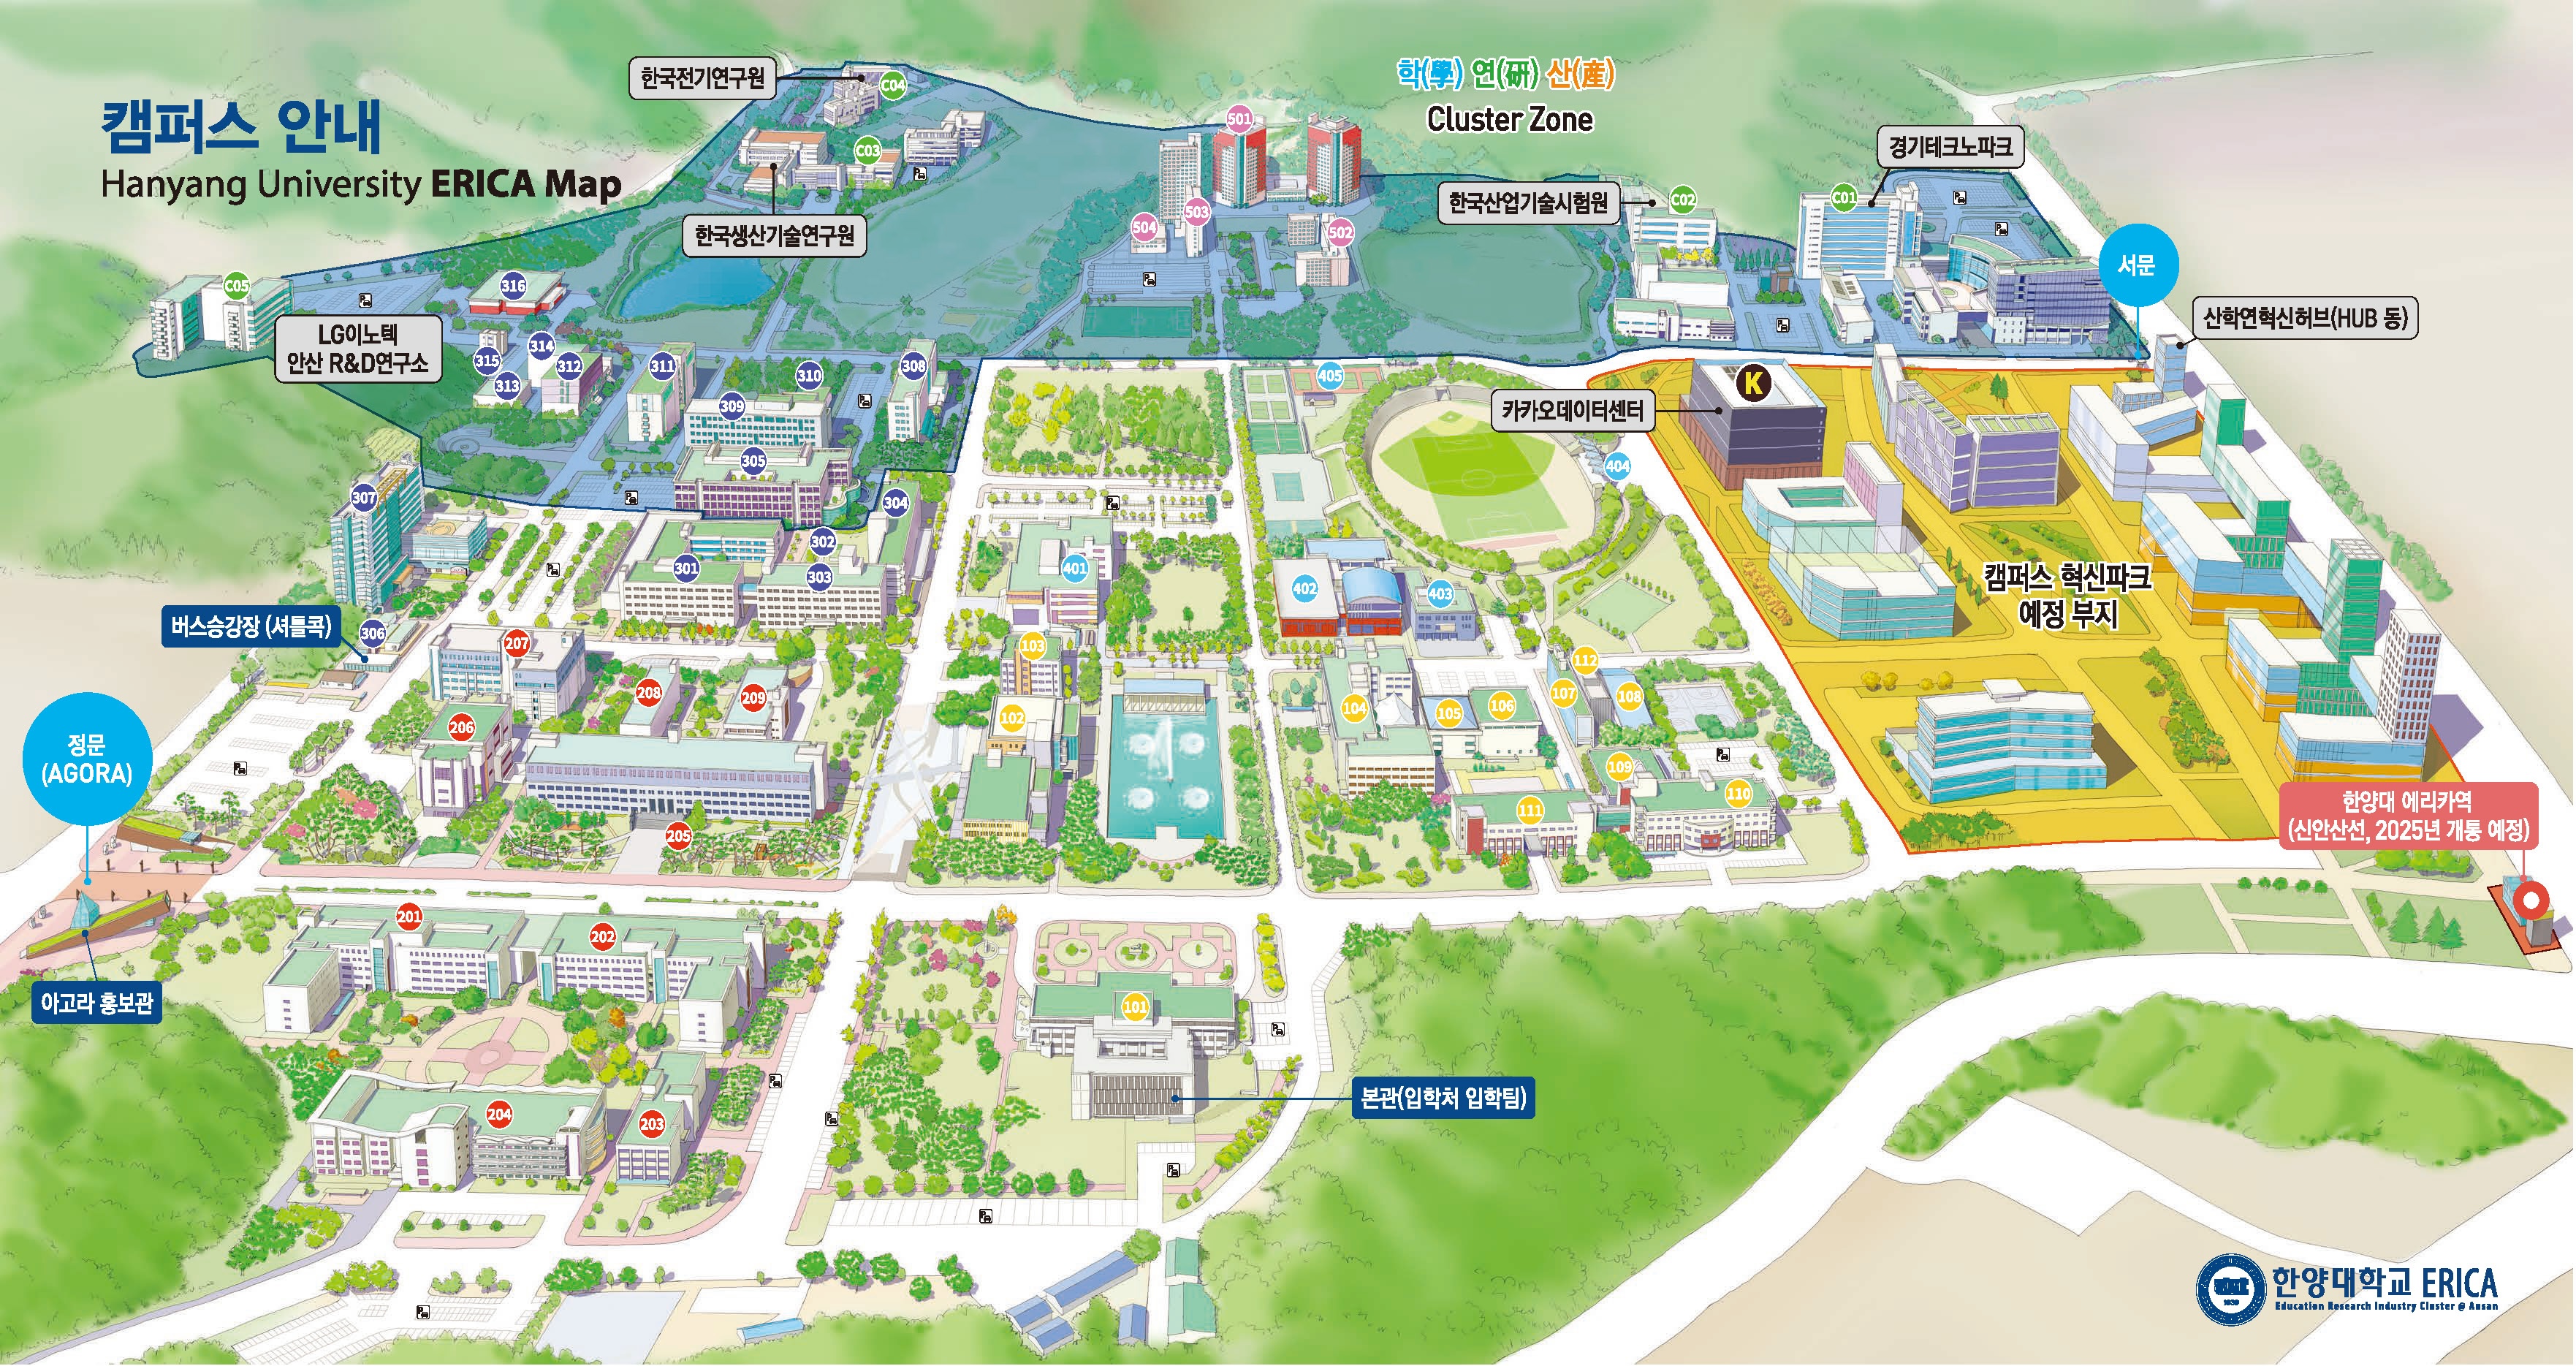 캠퍼스 안내
Hanyang University ERICA Map
학(學) 연(硏) 산(産)
Cluster Zone
한국전기연구원
C04
C03
한국생산기술연구원
501
503
504
502
한국산업기술시험원
C02
경기테크노파크
C01
서문
산학연혁신허브(HUB 동)
C05
LG이노텍
안산 R&D연구소
316
315
314
313
312
311
310
309
308
305
405
404
카카오데이터센터
K
캠퍼스 혁신파크
예정 부지
307
304
302
301
303
401
402
403
버스승강장 (셔틀콕)
306
207
208
209
206
205
103
102
104
105
106
107
112
108
109
110
111
정문
(AGORA)
아고라 홍보관
한양대 에리카역
(신안산선, 2025년 개통 예정)
201
202
204
203
101
본관(입학처 입학팀)
한양대학교 ERICA
Education Research Industry Cluster @ Ansan
1939